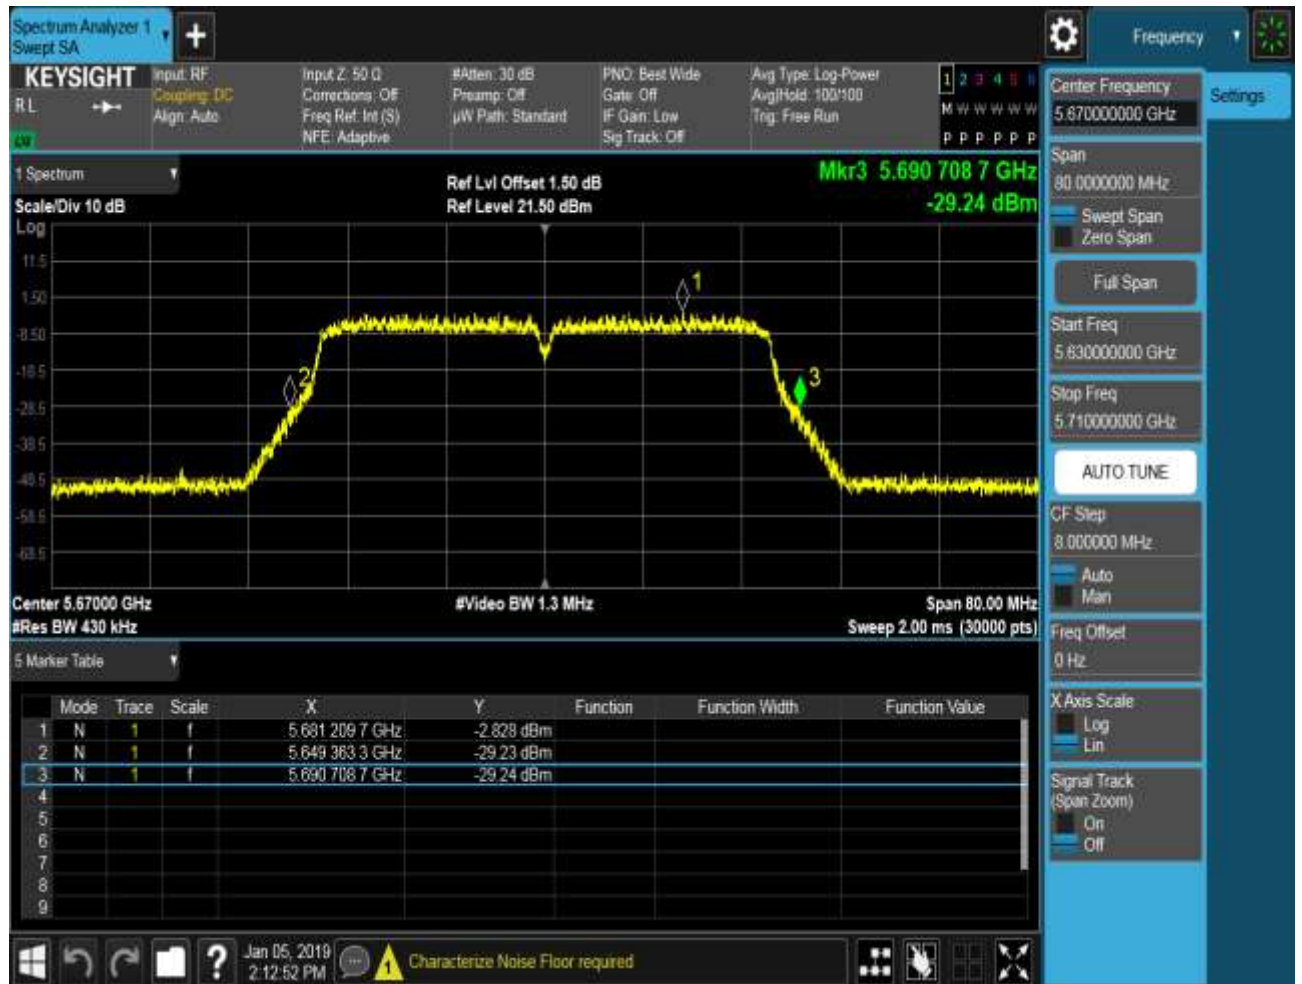 Spectrum Analyzer 1
Swept SA
+
Frequency
KEYSIGHT
RL
Input: RF
Coupling: DC
Align: Auto
Input Z: 50 Ω
Corrections: Off
Freq Ref: Int (S)
NFE: Adaptive
#Atten: 30 dB
Preamp: Off
µW Path: Standard
PNO: Best Wide
Gate: Off
IF Gain: Low
Sig Track: Off
Avg Type: Log-Power
Avg|Hold: 100/100
Trig: Free Run
1 2 3 4 5 6
M W W W W W
P P P P P P
1 Spectrum
Scale/Div 10 dB
Ref Lvl Offset 1.50 dB
Ref Level 21.50 dBm
Mkr3 5.690 708 7 GHz
-29.24 dBm
Log
11.5
1.50
-8.50
-18.5
-28.5
-38.5
-48.5
-58.5
-68.5
1
2
3
Center 5.67000 GHz
#Res BW 430 kHz
#Video BW 1.3 MHz
Span 80.00 MHz
Sweep 2.00 ms (30000 pts)
5 Marker Table
Mode Trace Scale X Y Function Function Width Function Value
1 N 1 f 5.681 209 7 GHz -2.828 dBm
2 N 1 f 5.649 363 3 GHz -29.23 dBm
3 N 1 f 5.690 708 7 GHz -29.24 dBm
4
5
6
7
8
9
Jan 05, 2019
2:12:52 PM
?
1
Characterize Noise Floor required
Settings
Center Frequency
5.670000000 GHz
Span
80.0000000 MHz
Swept Span
Zero Span
Full Span
Start Freq
5.630000000 GHz
Stop Freq
5.710000000 GHz
AUTO TUNE
CF Step
8.000000 MHz
Auto
Man
Freq Offset
0 Hz
X Axis Scale
Log
Lin
Signal Track
(Span Zoom)
On
Off